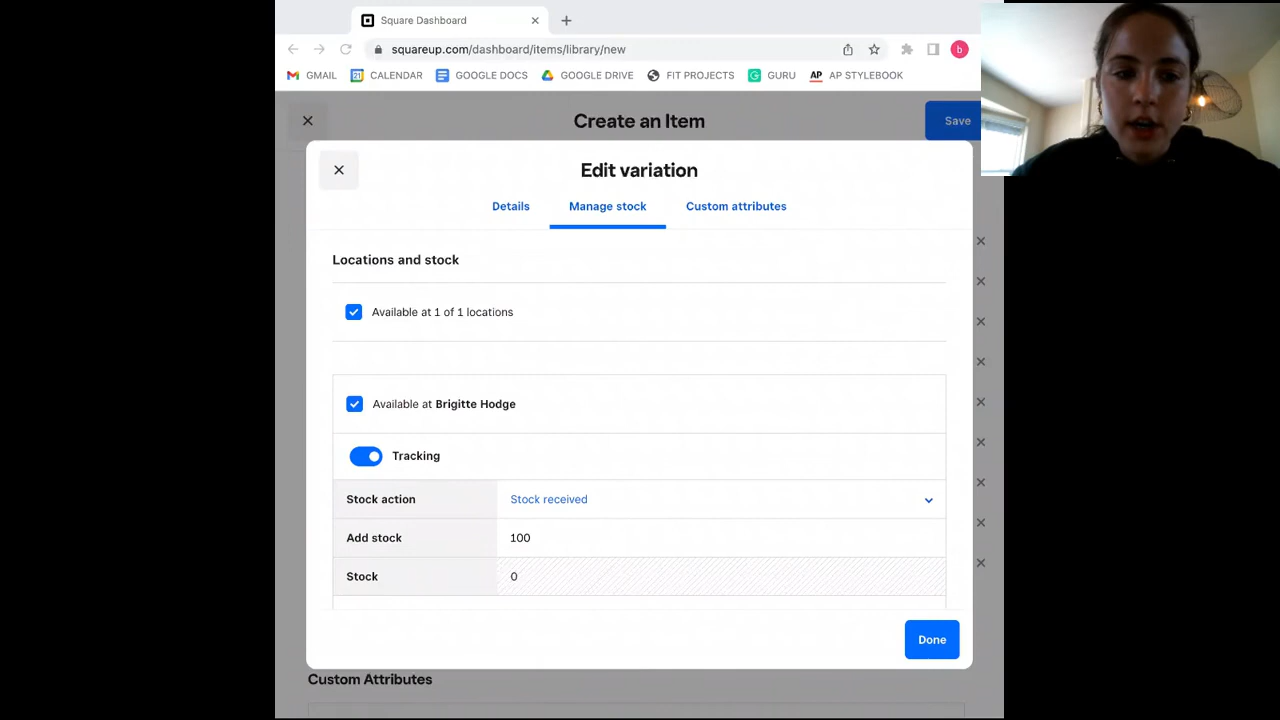 Square Dashboard
squareup.com/dashboard/items/library/new
b
GMAIL CALENDAR GOOGLE DOCS GOOGLE DRIVE FIT PROJECTS GURU AP AP STYLEBOOK
Create an Item
Save
Edit variation
Details Manage stock Custom attributes
Locations and stock
Available at 1 of 1 locations
Available at Brigitte Hodge
Tracking
Stock action Stock received
Add stock 100
Stock 0
Done
Custom Attributes